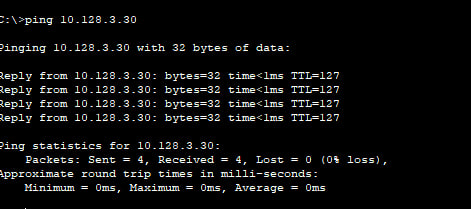 C:\>ping 10.128.3.30
Pinging 10.128.3.30 with 32 bytes of data:
Reply from 10.128.3.30: bytes=32 time<1ms TTL=127
Reply from 10.128.3.30: bytes=32 time<1ms TTL=127
Reply from 10.128.3.30: bytes=32 time<1ms TTL=127
Reply from 10.128.3.30: bytes=32 time<1ms TTL=127
Ping statistics for 10.128.3.30:
Packets: Sent = 4, Received = 4, Lost = 0 (0% loss),
Approximate round trip times in milli-seconds:
Minimum = 0ms, Maximum = 0ms, Average = 0ms